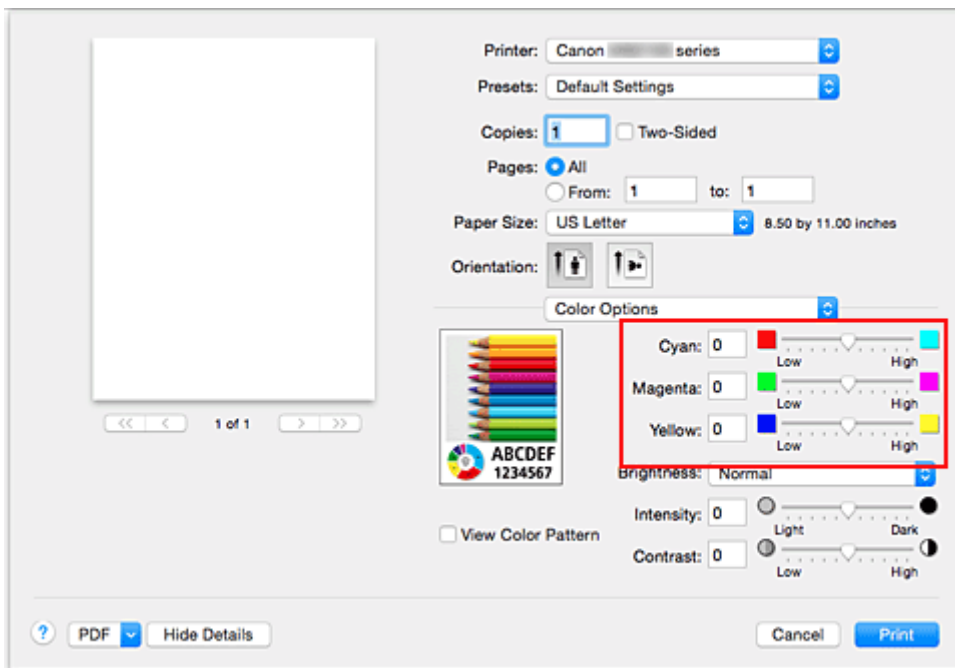 Printer: Canon series
Presets: Default Settings
Copies: 1 Two-Sided
Pages: All
From: 1 to: 1
Paper Size: US Letter 8.50 by 11.00 inches
Orientation:
Color Options
Cyan: 0
Low High
Magenta: 0
Low High
Yellow: 0
Low High
ABCDEF
1234567
Brightness: Normal
Intensity: 0
Light Dark
View Color Pattern
Contrast: 0
Low High
<< < 1 of 1 > >>
? PDF Hide Details Cancel Print